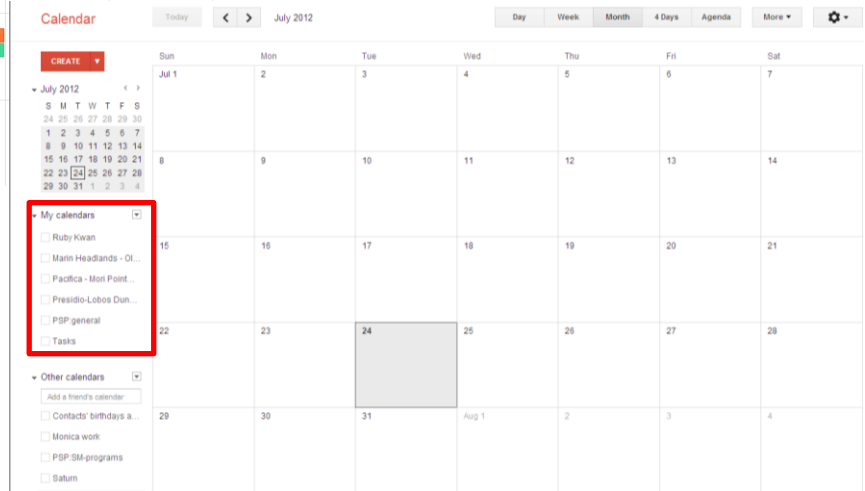 Calendar Today July 2012 Day Week Month 4 Days Agenda More
CREATE
July 2012
S M T W T F S
24 25 26 27 28 29 30
1 2 3 4 5 6 7
8 9 10 11 12 13 14
15 16 17 18 19 20 21
22 23 24 25 26 27 28
29 30 31 1 2 3 4
My calendars
Ruby Kwan
Marin Headlands - Ol...
Pacifica - Mori Point...
Presidio-Lobos Dun...
PSP:general
Tasks
Other calendars
Add a friend's calendar
Contacts' birthdays a...
Monica work
PSP:SM-programs
Saturn
Sun Mon Tue Wed Thu Fri Sat
Jul 1 2 3 4 5 6 7
8 9 10 11 12 13 14
15 16 17 18 19 20 21
22 23 24 25 26 27 28
29 30 31 Aug 1 2 3 4